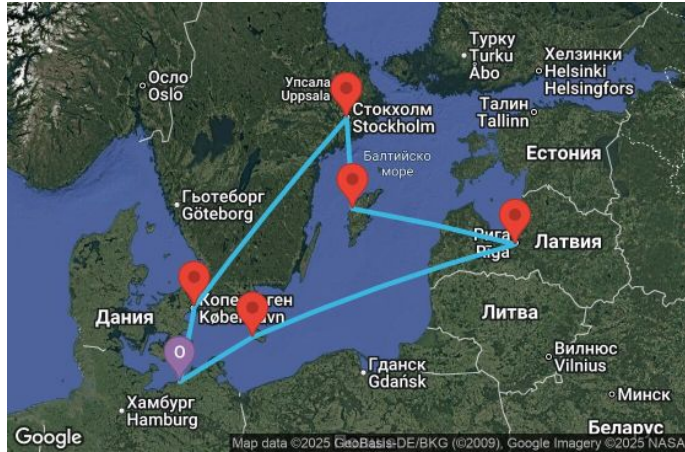 Турку
Turku
Åbo
Хелзинки
Helsinki
Helsingfors
Осло
Oslo
Упсала
Uppsala
Стокхолм
Stockholm
Талин
Tallinn
Балтийско
море
Естония
Гьотеборг
Göteborg
Рига
Rīga
Латвия
Дания
København
Литва
O
Вилнюс
Vilnius
Гданск
Gdańsk
Хамбург
Hamburg
Минск
Беларус
Google
Map data ©2025 GeoBasis-DE/BKG (©2009), Google Imagery ©2025 NASA